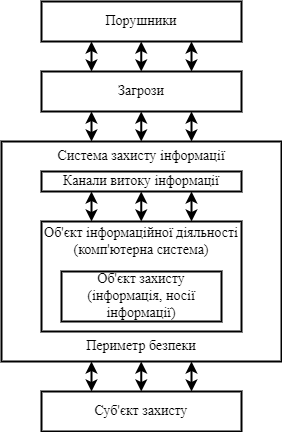 Порушники
Загрози
Система захисту інформації
Канали витоку інформації
Об'єкт інформаційної діяльності
(комп'ютерна система)
Об'єкт захисту
(інформація, носії
інформації)
Периметр безпеки
Суб'єкт захисту